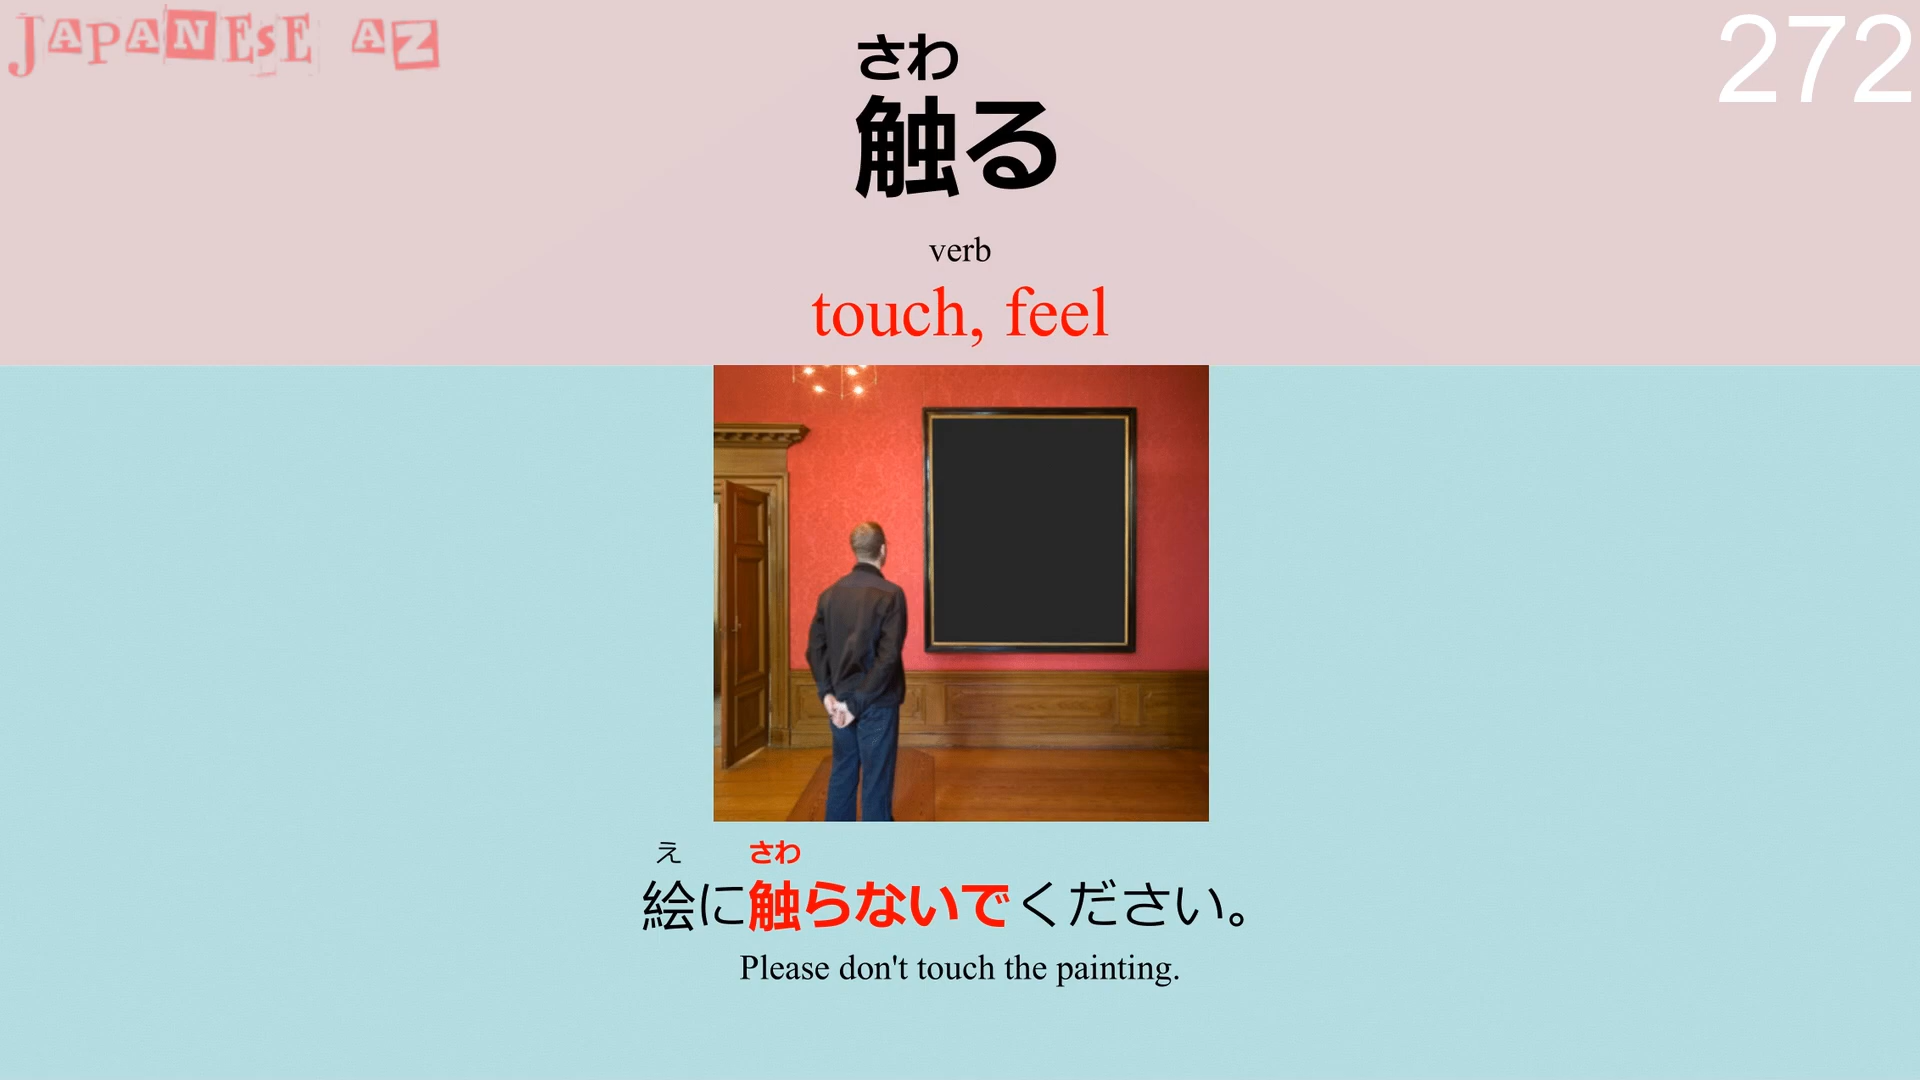 JAPANESE AZ
272
さわ
触る
verb
touch, feel
え さわ
絵に触らないでください。
Please don't touch the painting.